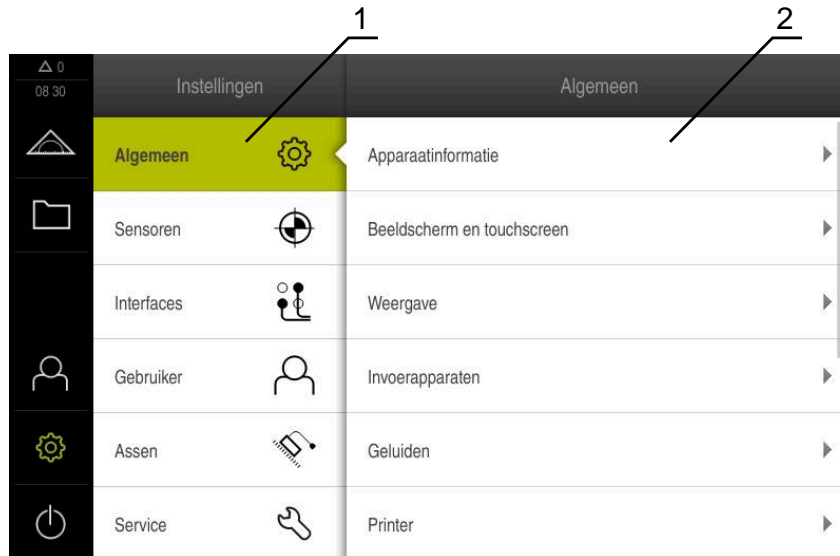 1
2
△ 0
08 30
Instellingen
Algemeen
Algemeen
Apparaatinformatie
Sensoren
Beeldscherm en touchscreen
Interfaces
Weergave
Gebruiker
Invoerapparaten
Assen
Geluiden
Service
Printer